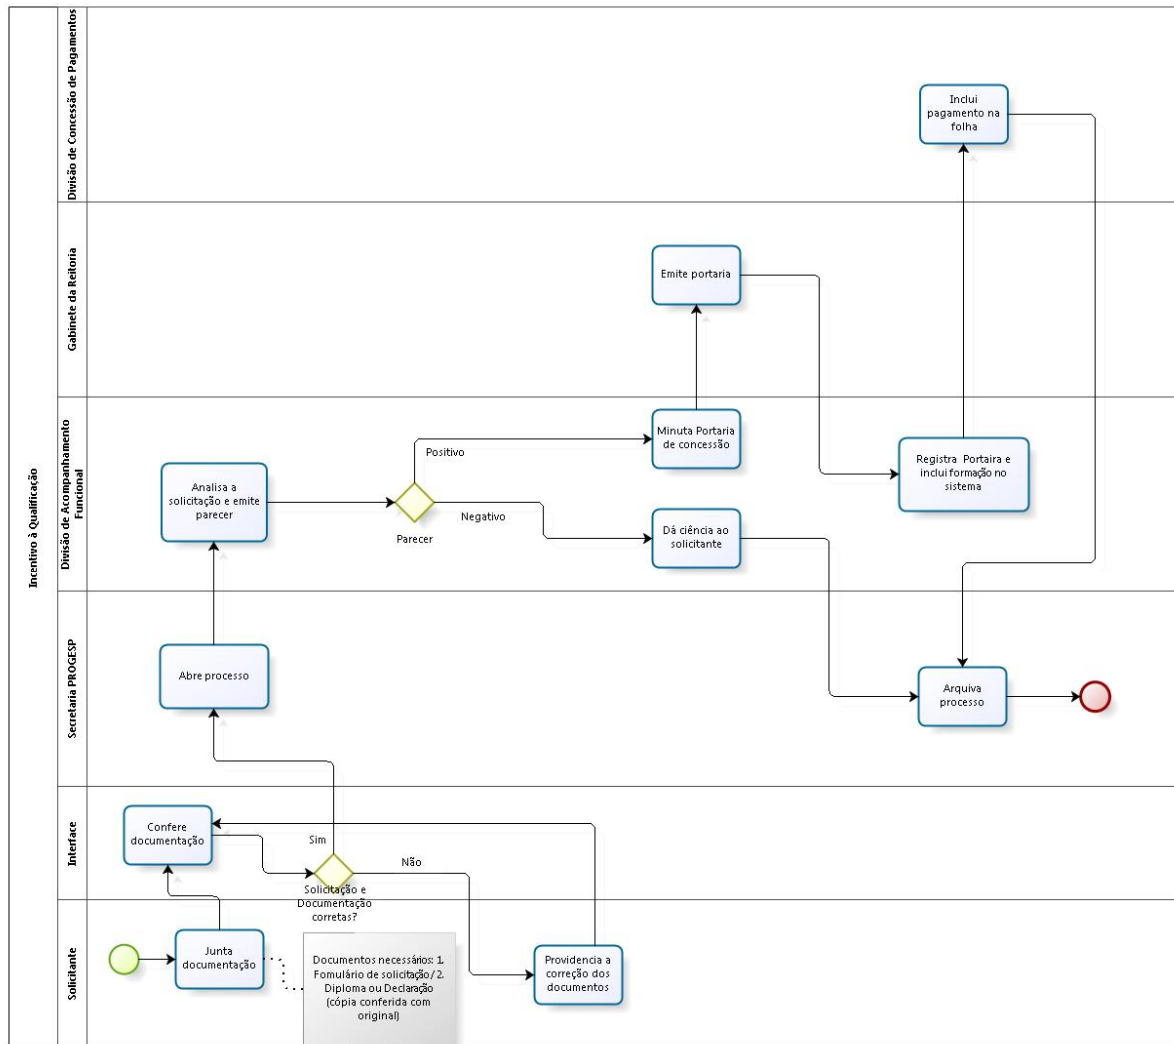 Incentivo à Qualificação
Divisão de Concessão de Pagamentos
Inclui
pagamento na
folha
Gabinete da Reitoria
Emite portaria
Divisão de Acompanhamento
Funcional
Analisa a
solicitação e emite
parecer
Parecer
Positivo
Negativo
Minuta Portaria
de concessão
Dá ciência ao
solicitante
Registra Portaira e
inclui formação no
sistema
Secretaria PROGESP
Abre processo
Arquiva
processo
Interface
Confere
documentação
Sim
Não
Solicitação e
Documentação
corretas?
Solicitante
Junta
documentação
Documentos necessários: 1.
Fomulário de solicitação/ 2.
Diploma ou Declaração
(cópia conferida com
original)
Providencia a
correção dos
documentos